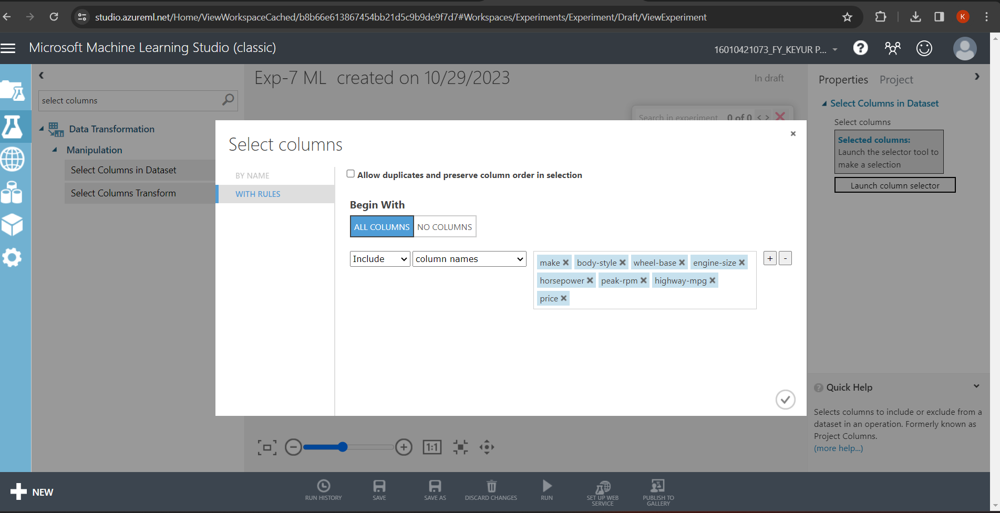 studio.azureml.net/Home/ViewWorkspaceCached/b8b66e613867454bb21d5c9b9de9f7d7#Workspaces/Experiments/Experiment/Draft/ViewExperiment
K
Microsoft Machine Learning Studio (classic)
16010421073_FY_KEYUR P...
?
select columns
Data Transformation
Manipulation
Select Columns in Dataset
Select Columns Transform
Exp-7 ML created on 10/29/2023
In draft
Search in experiment 0 of 0 < >
Select columns
BY NAME
WITH RULES
Allow duplicates and preserve column order in selection
Begin With
ALL COLUMNS NO COLUMNS
Include column names
make body-style wheel-base engine-size
horsepower peak-rpm highway-mpg
price
+ -
1:1
Properties Project
Select Columns in Dataset
Select columns
Selected columns:
Launch the selector tool to
make a selection
Launch column selector
? Quick Help
Selects columns to include or exclude from a
dataset in an operation. Formerly known as
Project Columns.
(more help...)
NEW
RUN HISTORY
SAVE
SAVE AS
DISCARD CHANGES
RUN
SET UP WEB
SERVICE
PUBLISH TO
GALLERY